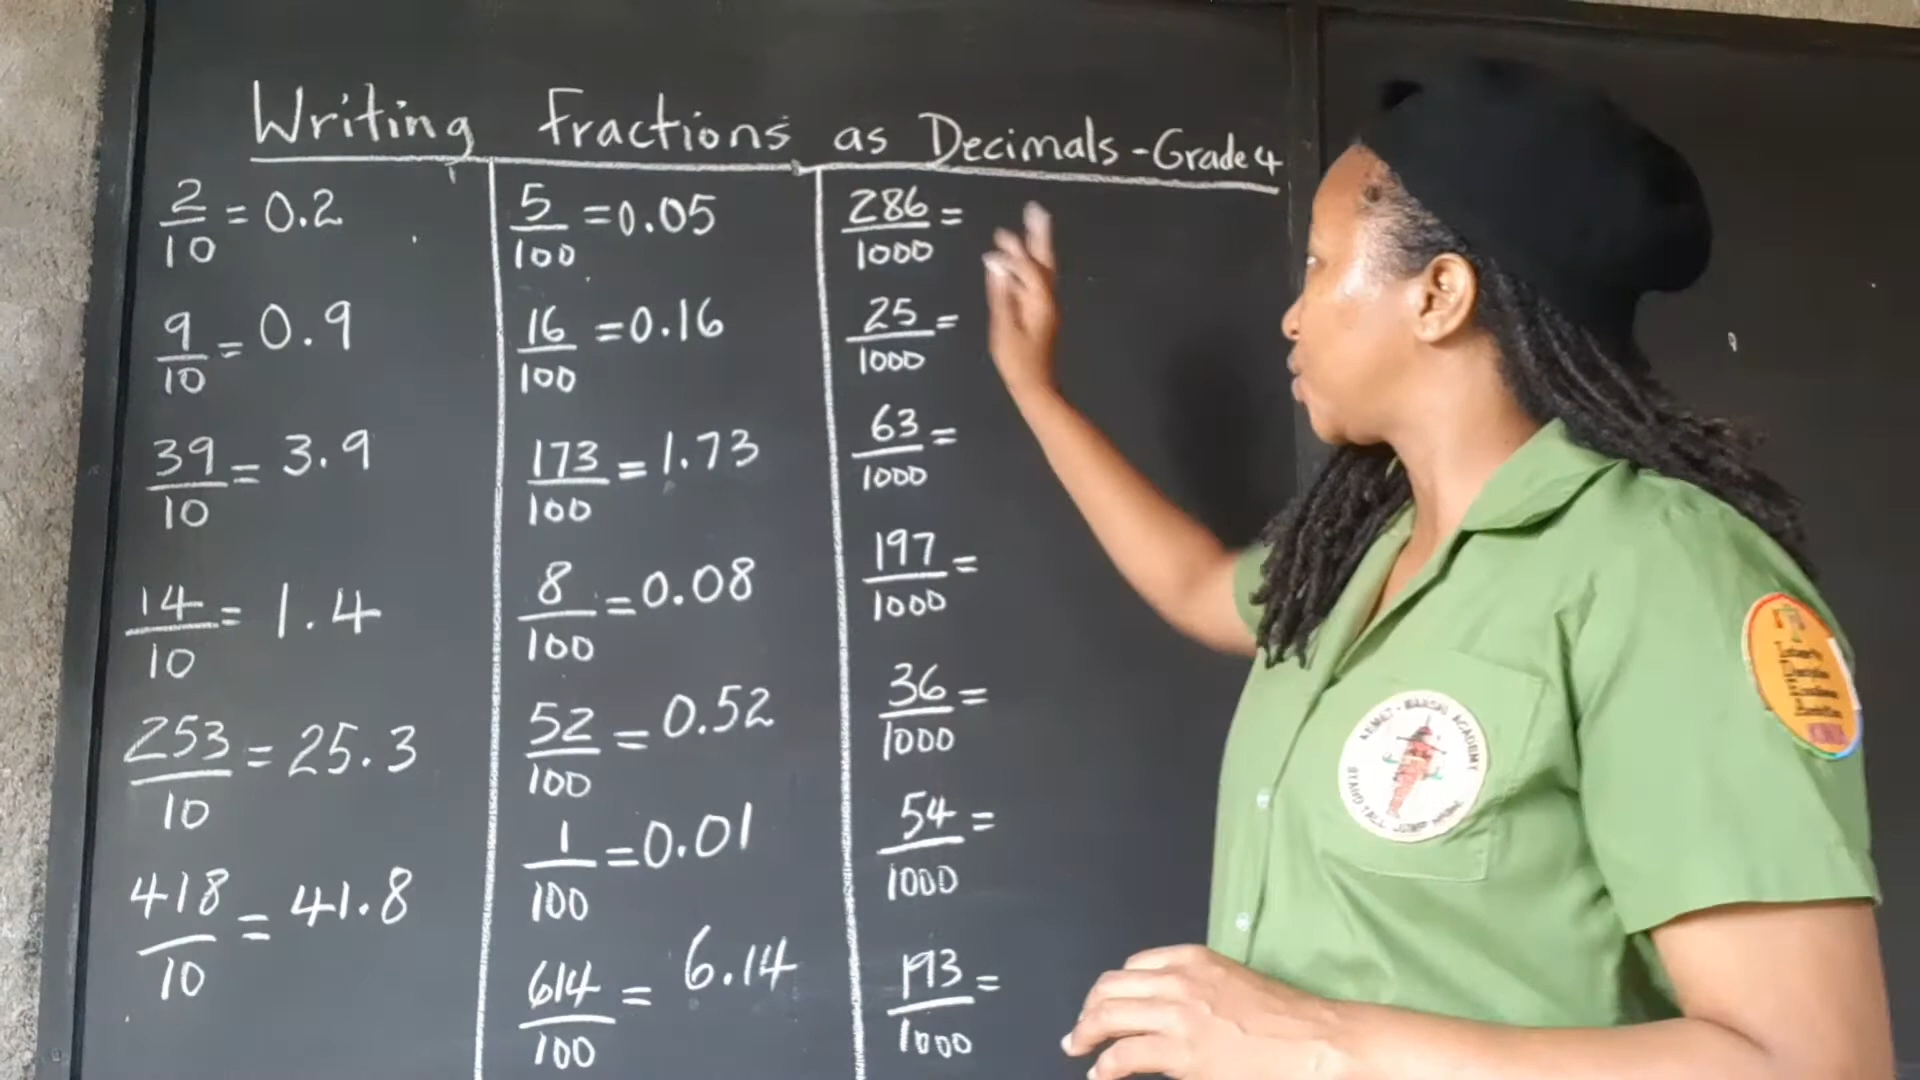 Writing Fractions as Decimals - Grade 4
2/10 = 0.2
9/10 = 0.9
39/10 = 3.9
14/10 = 1.4
253/10 = 25.3
418/10 = 41.8
5/100 = 0.05
16/100 = 0.16
173/100 = 1.73
8/100 = 0.08
52/100 = 0.52
1/100 = 0.01
614/100 = 6.14
286/1000 =
25/1000 =
63/1000 =
197/1000 =
36/1000 =
54/1000 =
193/1000 =
ACADEMY
STAND TALL